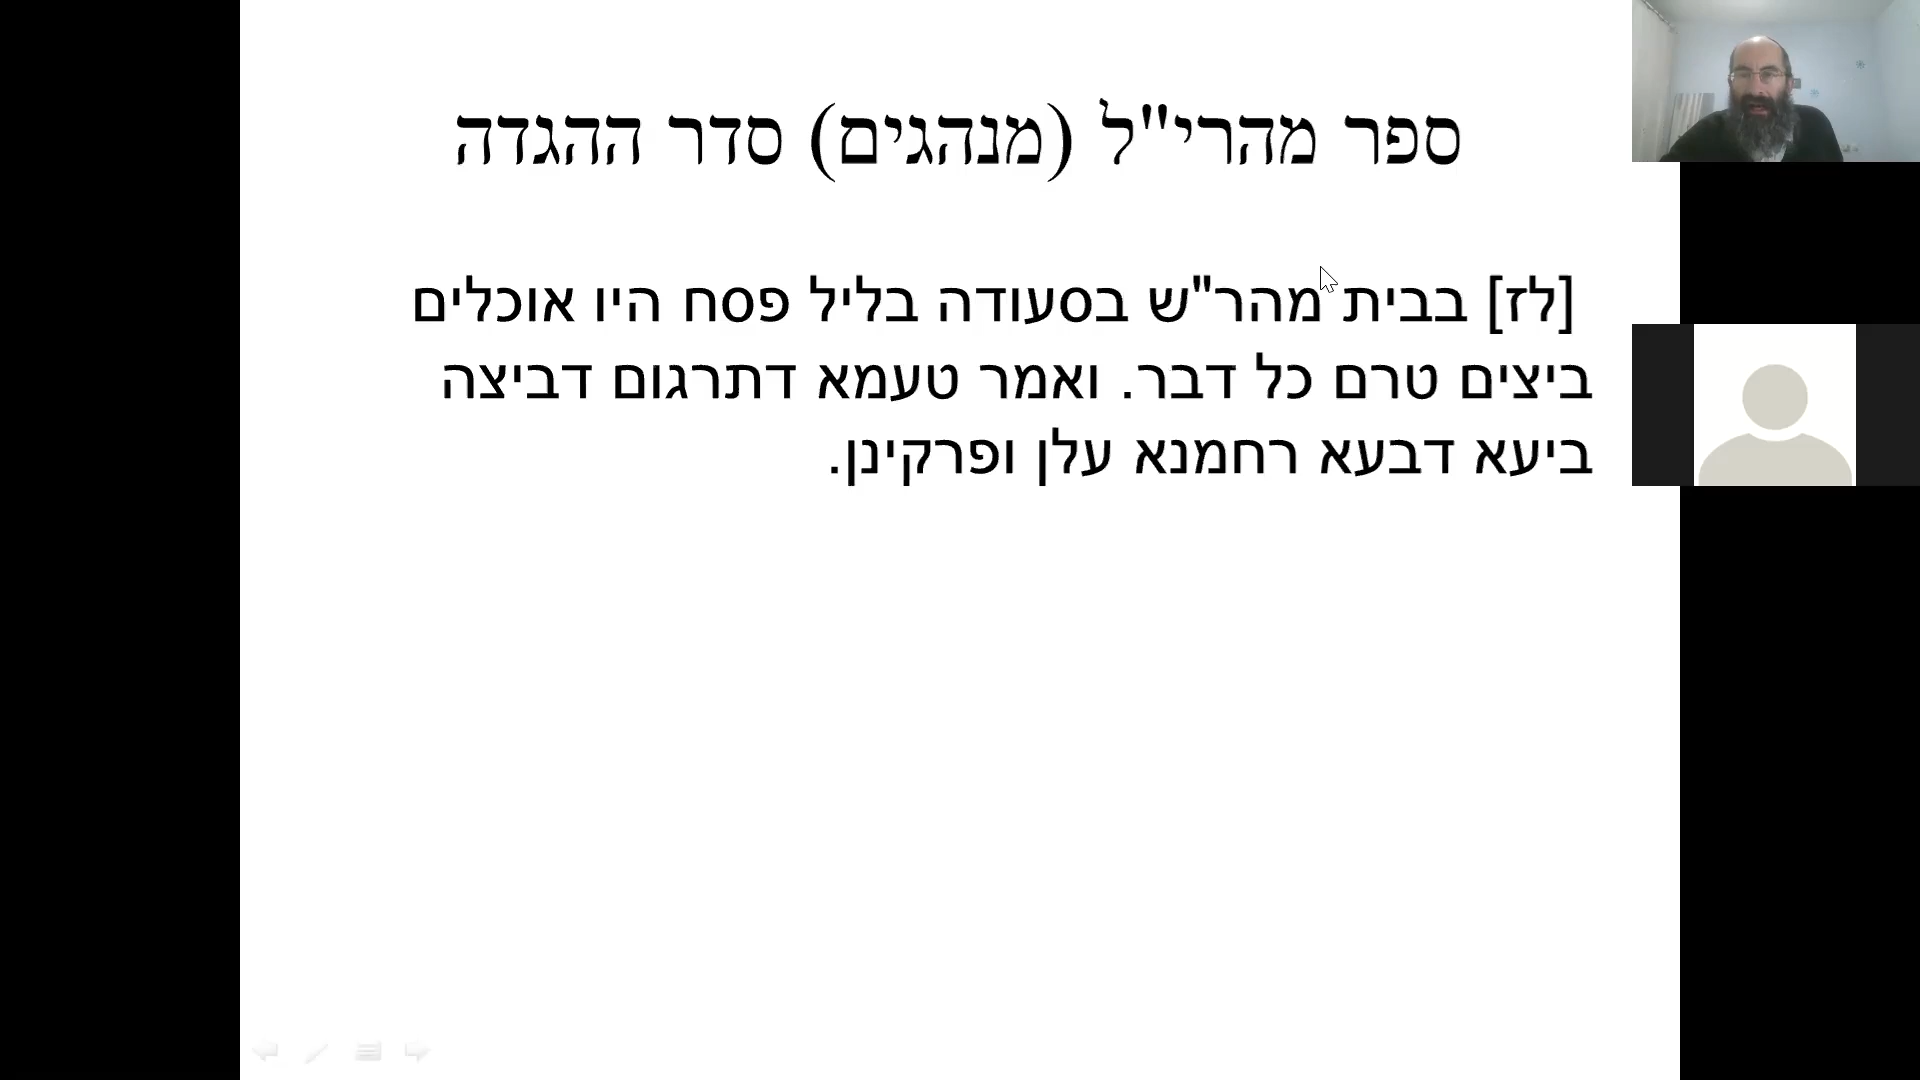 ספר מהרי"ל (מנהגים) סדר ההגדה
[לז] בבית מהר"ש בסעודה בליל פסח היו אוכלים
ביצים טרם כל דבר. ואמר טעמא דתרגום דביצה
ביעא דבעא רחמנא עלן ופרקינן.